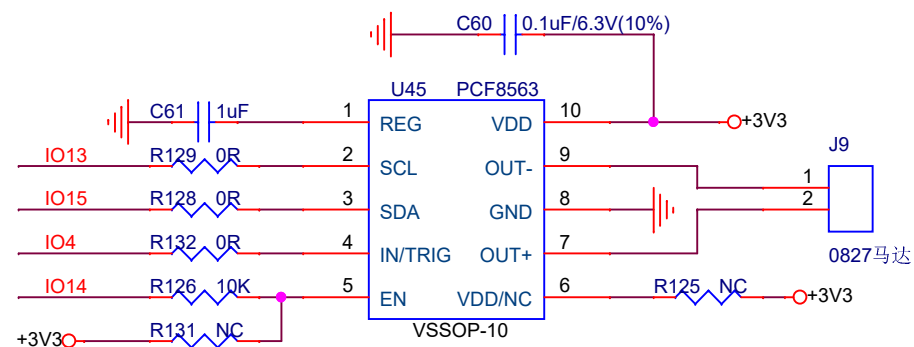 C60 0.1uF/6.3V(10%)
U45 PCF8563
C61 1uF 1 REG VDD 10 +3V3
IO13 R129 0R 2 SCL OUT- 9 J9
1
IO15 R128 0R 3 SDA GND 8 2
IO4 R132 0R 4 IN/TRIG OUT+ 7 0827马达
IO14 R126 10K 5 EN VDD/NC 6 R125 NC +3V3
+3V3 R131 NC VSSOP-10